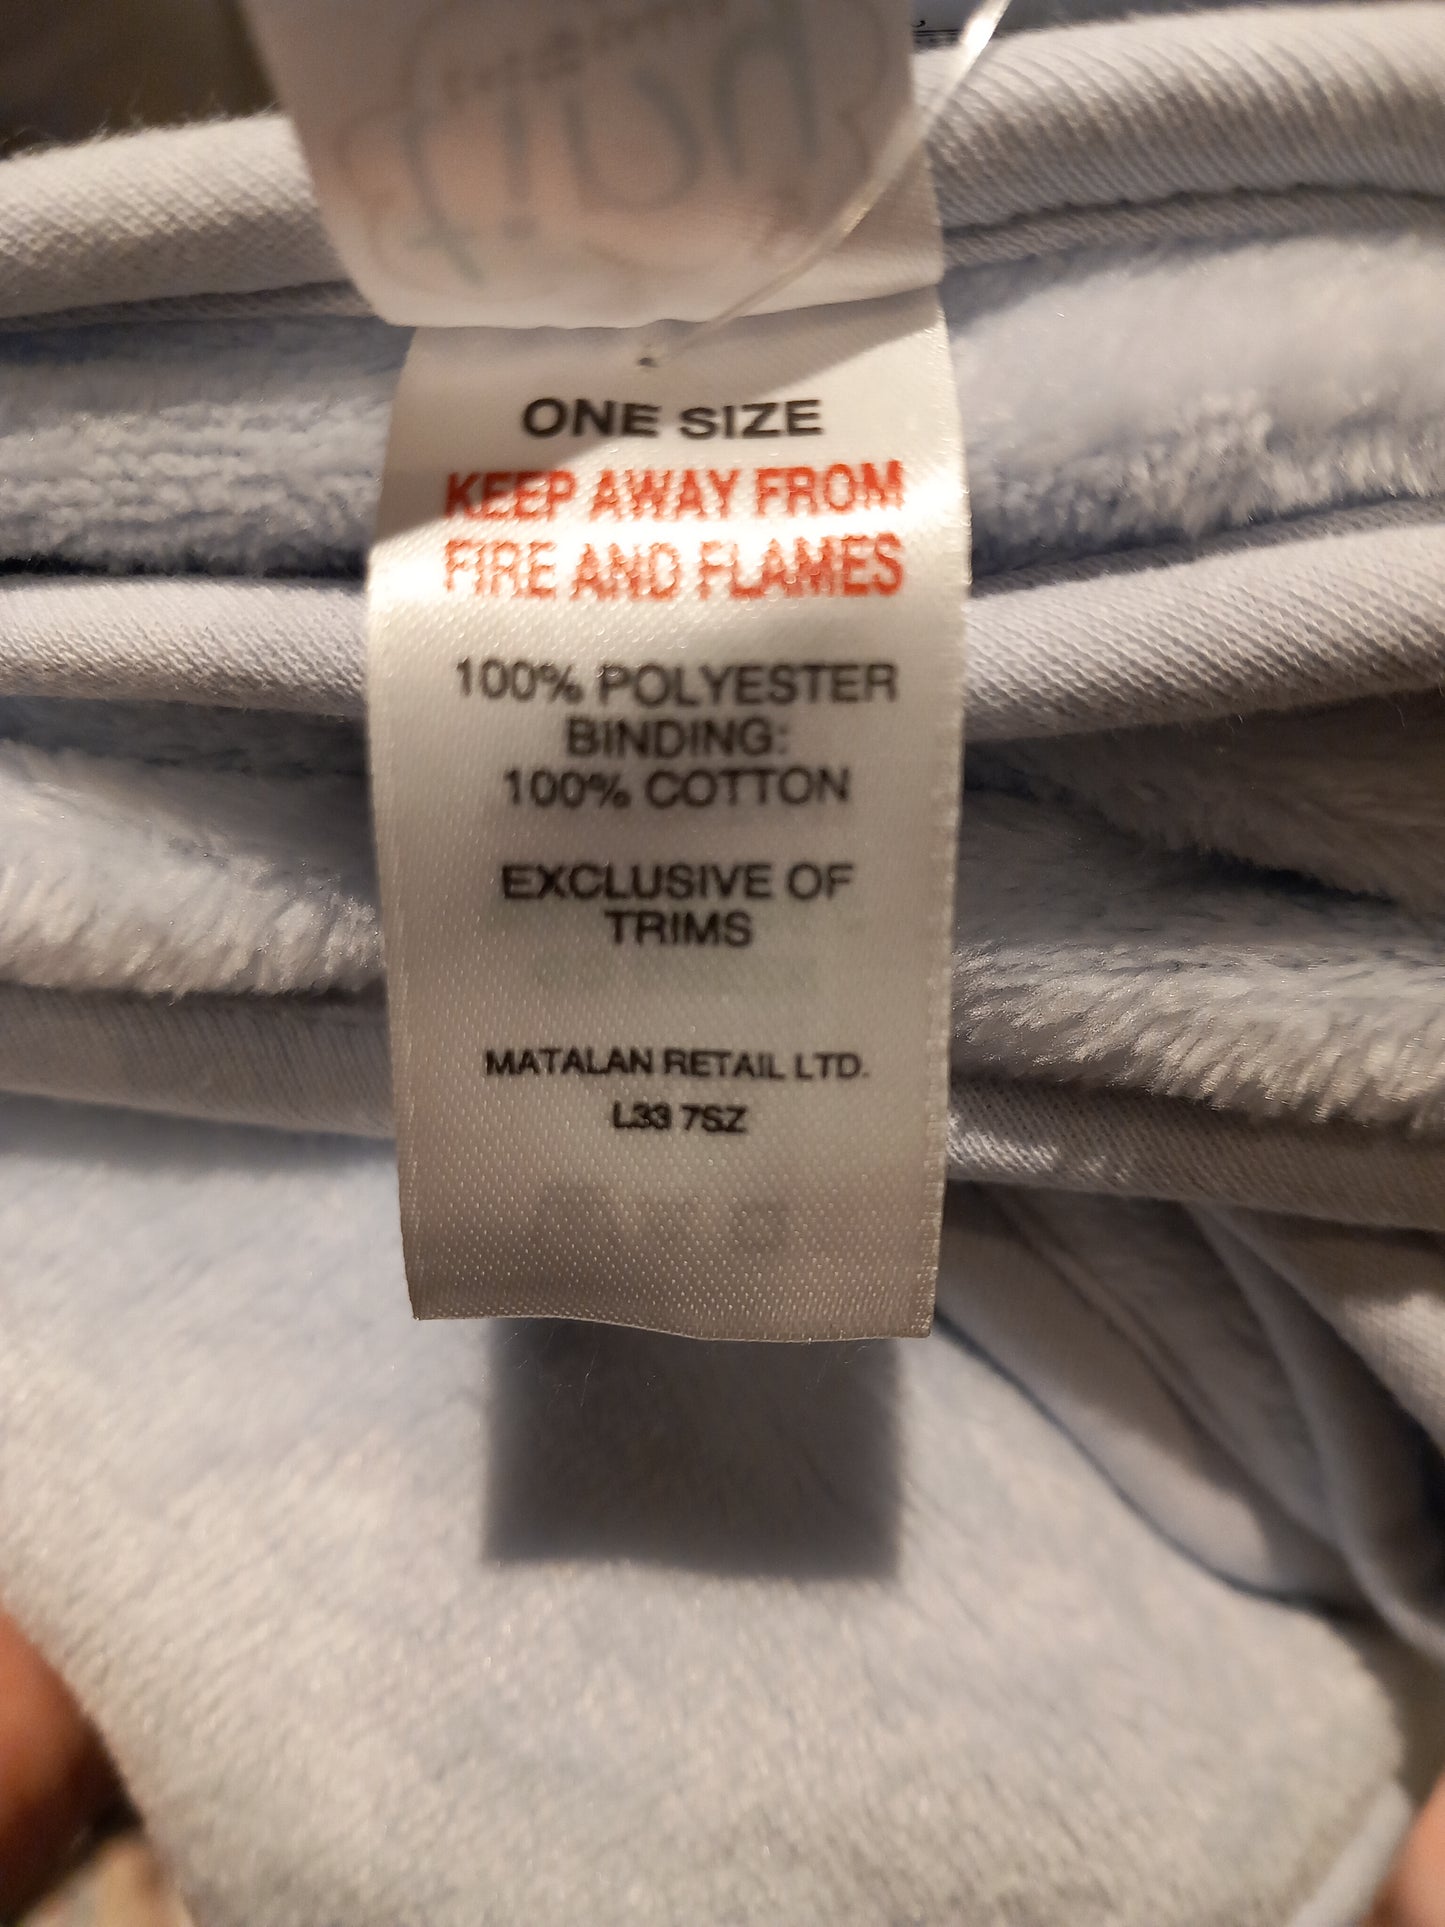 ONE SIZE
KEEP AWAY FROM
FIRE AND FLAMES
100% POLYESTER
BINDING:
100% COTTON
EXCLUSIVE OF
TRIMS
MATALAN RETAIL LTD.
L33 7SZ